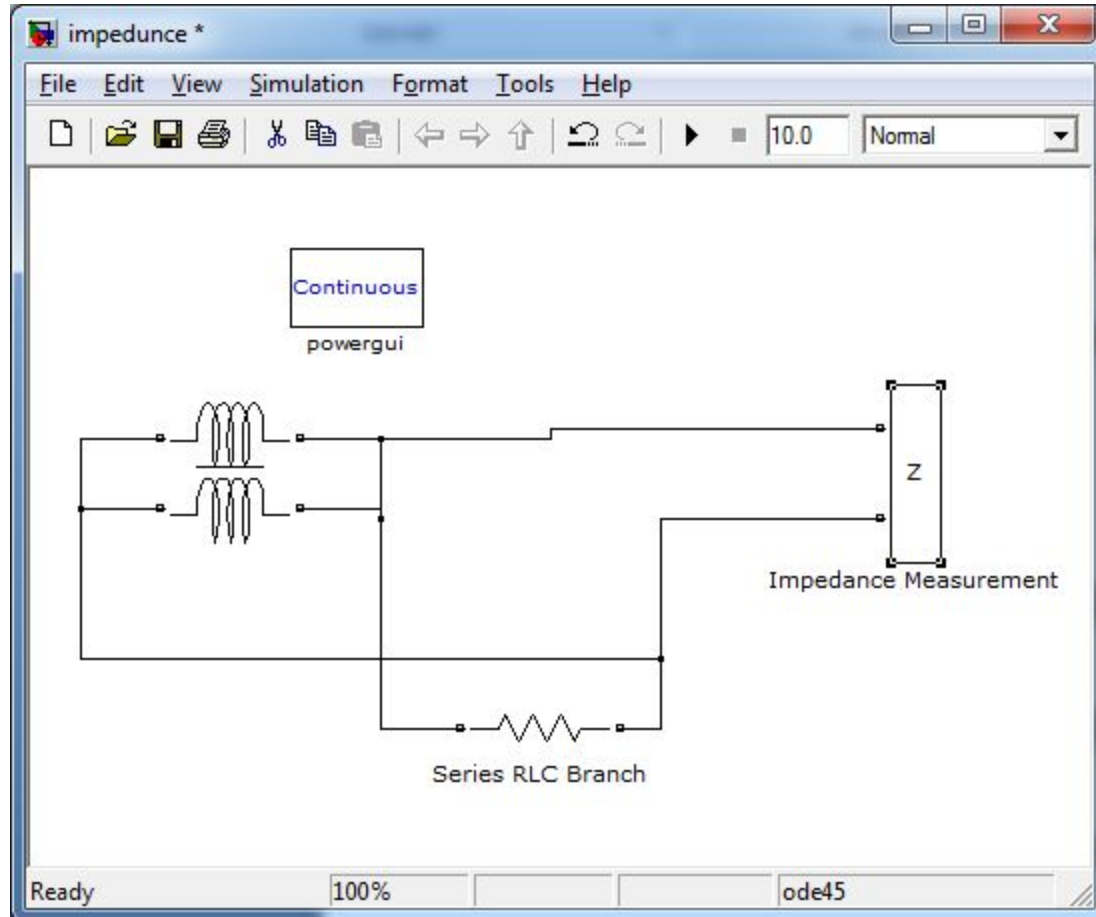 impedunce *
File Edit View Simulation Format Tools Help
10.0 Normal
Continuous
powergui
Z
Impedance Measurement
Series RLC Branch
Ready 100% ode45